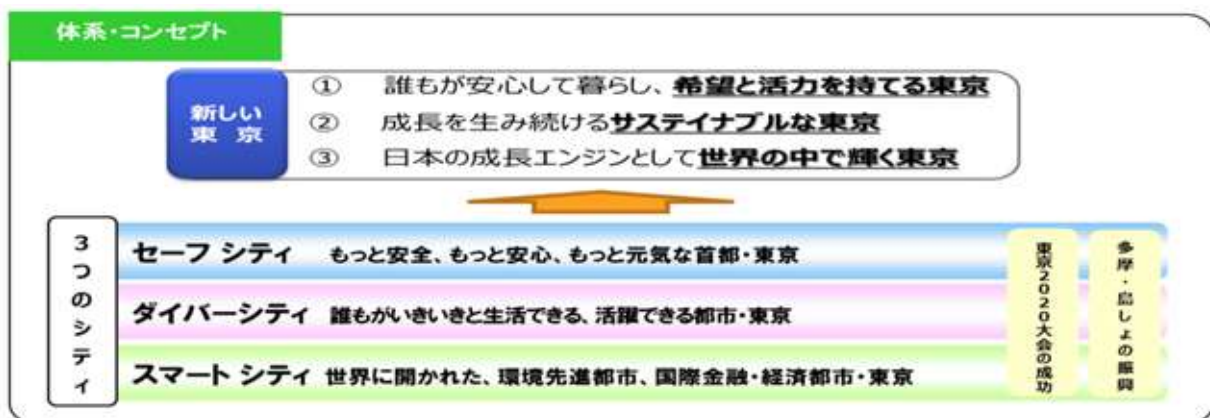 体系・コンセプト
新しい
東 京
① 誰もが安心して暮らし、希望と活力を持てる東京
② 成長を生み続けるサステイナブルな東京
③ 日本の成長エンジンとして世界の中で輝く東京
3つのシティ
セーフ シティ もっと安全、もっと安心、もっと元気な首都・東京
ダイバーシティ 誰もがいきいきと生活できる、活躍できる都市・東京
スマート シティ 世界に開かれた、環境先進都市、国際金融・経済都市・東京
東京2020大会の成功
多摩・島しょの振興